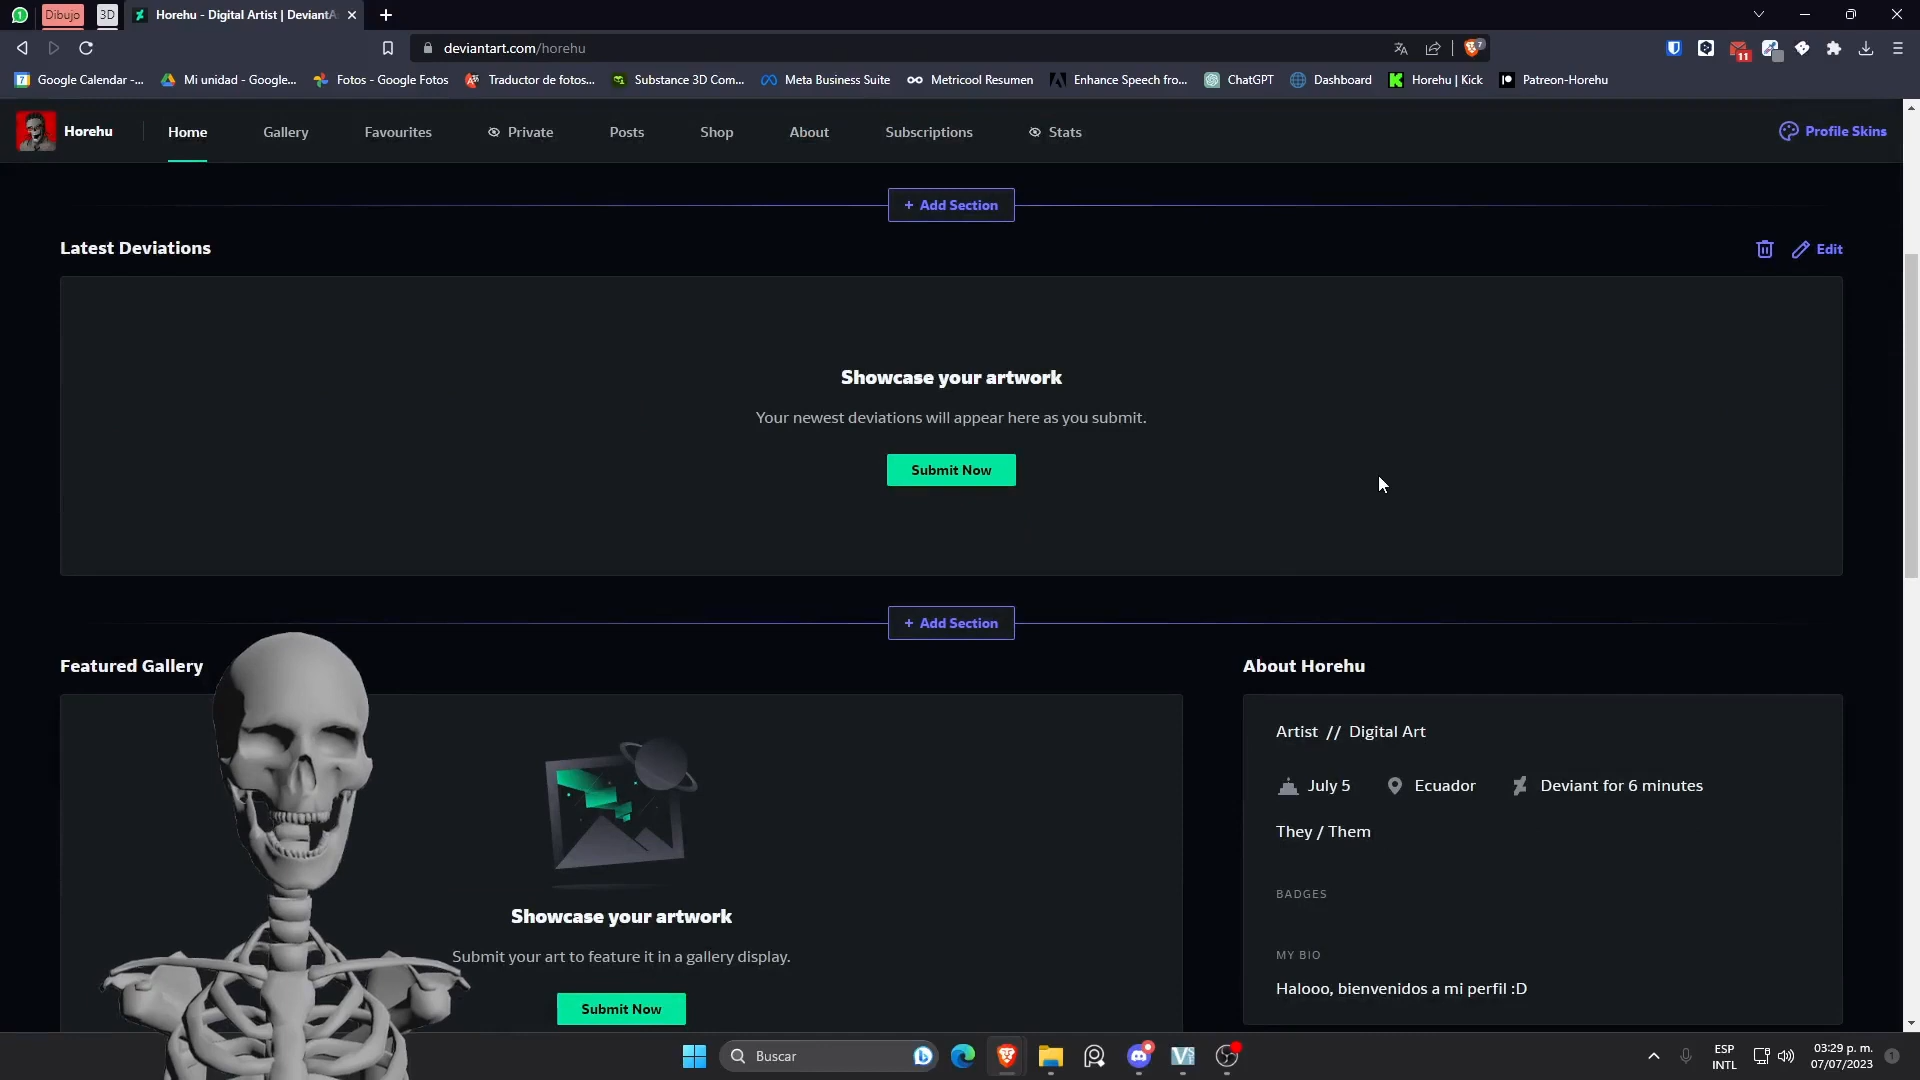 Dibujo
3D
Horehu - Digital Artist | DeviantA
deviantart.com/horehu
7
11
Google Calendar -...
Mi unidad - Google...
Fotos - Google Fotos
Traductor de fotos...
Substance 3D Com...
Meta Business Suite
Metricool Resumen
Enhance Speech fro...
ChatGPT
Dashboard
Horehu | Kick
Patreon-Horehu
Horehu
Home
Gallery
Favourites
Private
Posts
Shop
About
Subscriptions
Stats
Profile Skins
+ Add Section
Latest Deviations
Edit
Showcase your artwork
Your newest deviations will appear here as you submit.
Submit Now
+ Add Section
Featured Gallery
Showcase your artwork
Submit your art to feature it in a gallery display.
Submit Now
About Horehu
Artist // Digital Art
July 5
Ecuador
Deviant for 6 minutes
They / Them
BADGES
MY BIO
Halooo, bienvenidos a mi perfil :D
Buscar
ESP
INTL
03:29 p. m.
07/07/2023
1